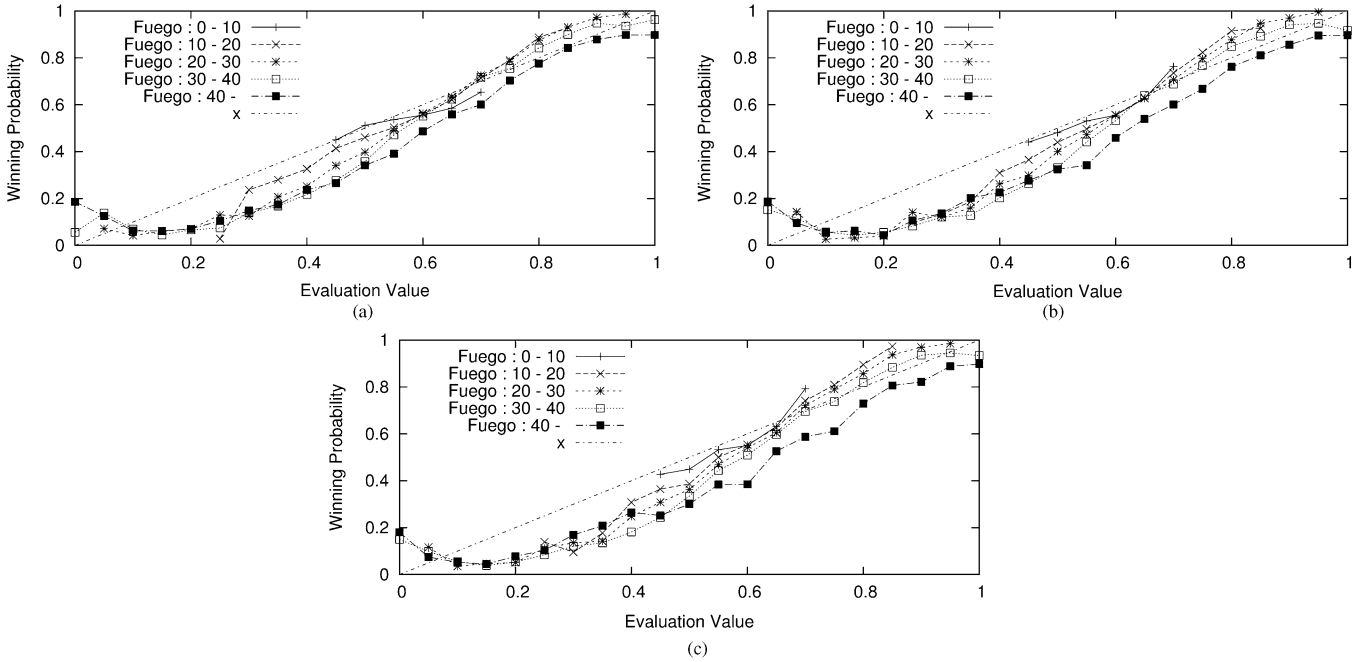 1
0.8
0.6
0.4
0.2
0
Winning Probability
Fuego : 0 - 10
Fuego : 10 - 20
Fuego : 20 - 30
Fuego : 30 - 40
Fuego : 40 -
x
0 0.2 0.4 0.6 0.8 1
Evaluation Value
(a)
1
0.8
0.6
0.4
0.2
0
Winning Probability
Fuego : 0 - 10
Fuego : 10 - 20
Fuego : 20 - 30
Fuego : 30 - 40
Fuego : 40 -
x
0 0.2 0.4 0.6 0.8 1
Evaluation Value
(b)
1
0.8
0.6
0.4
0.2
0
Winning Probability
Fuego : 0 - 10
Fuego : 10 - 20
Fuego : 20 - 30
Fuego : 30 - 40
Fuego : 40 -
x
0 0.2 0.4 0.6 0.8 1
Evaluation Value
(c)